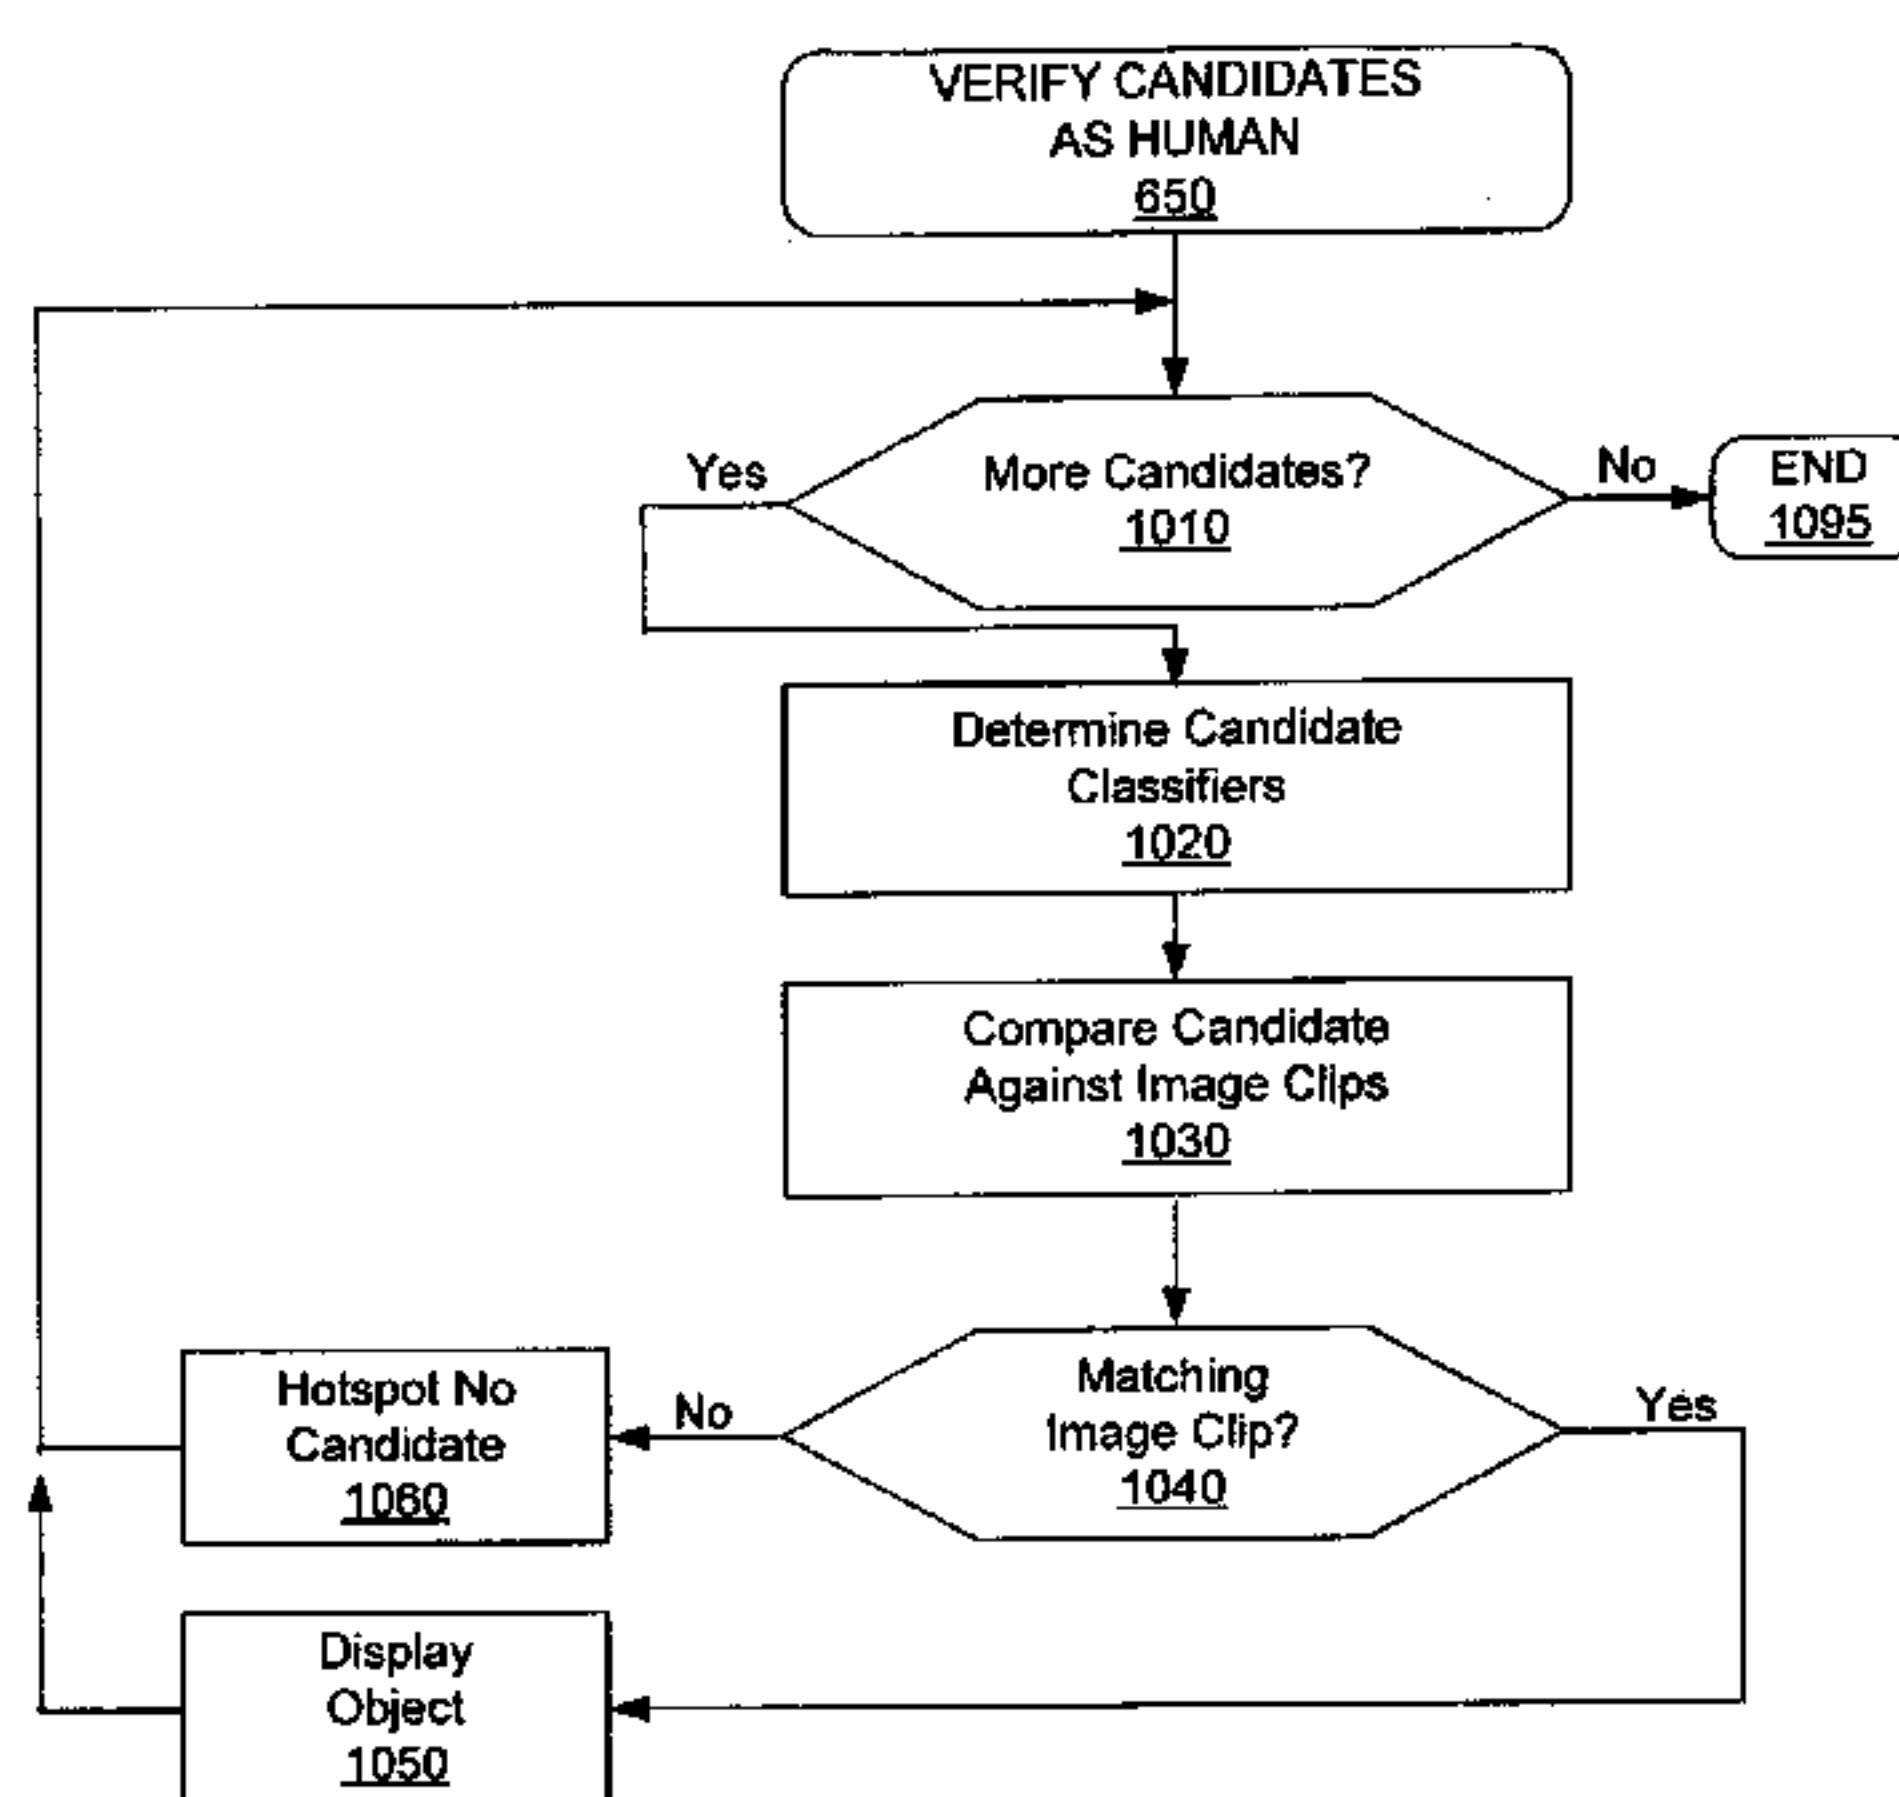 VERIFY CANDIDATES
AS HUMAN
650
Yes
More Candidates?
1010
No
END
1095
Determine Candidate
Classifiers
1020
Compare Candidate
Against Image Clips
1030
Hotspot No
Candidate
1060
No
Matching
Image Clip?
1040
Yes
Display
Object
1050